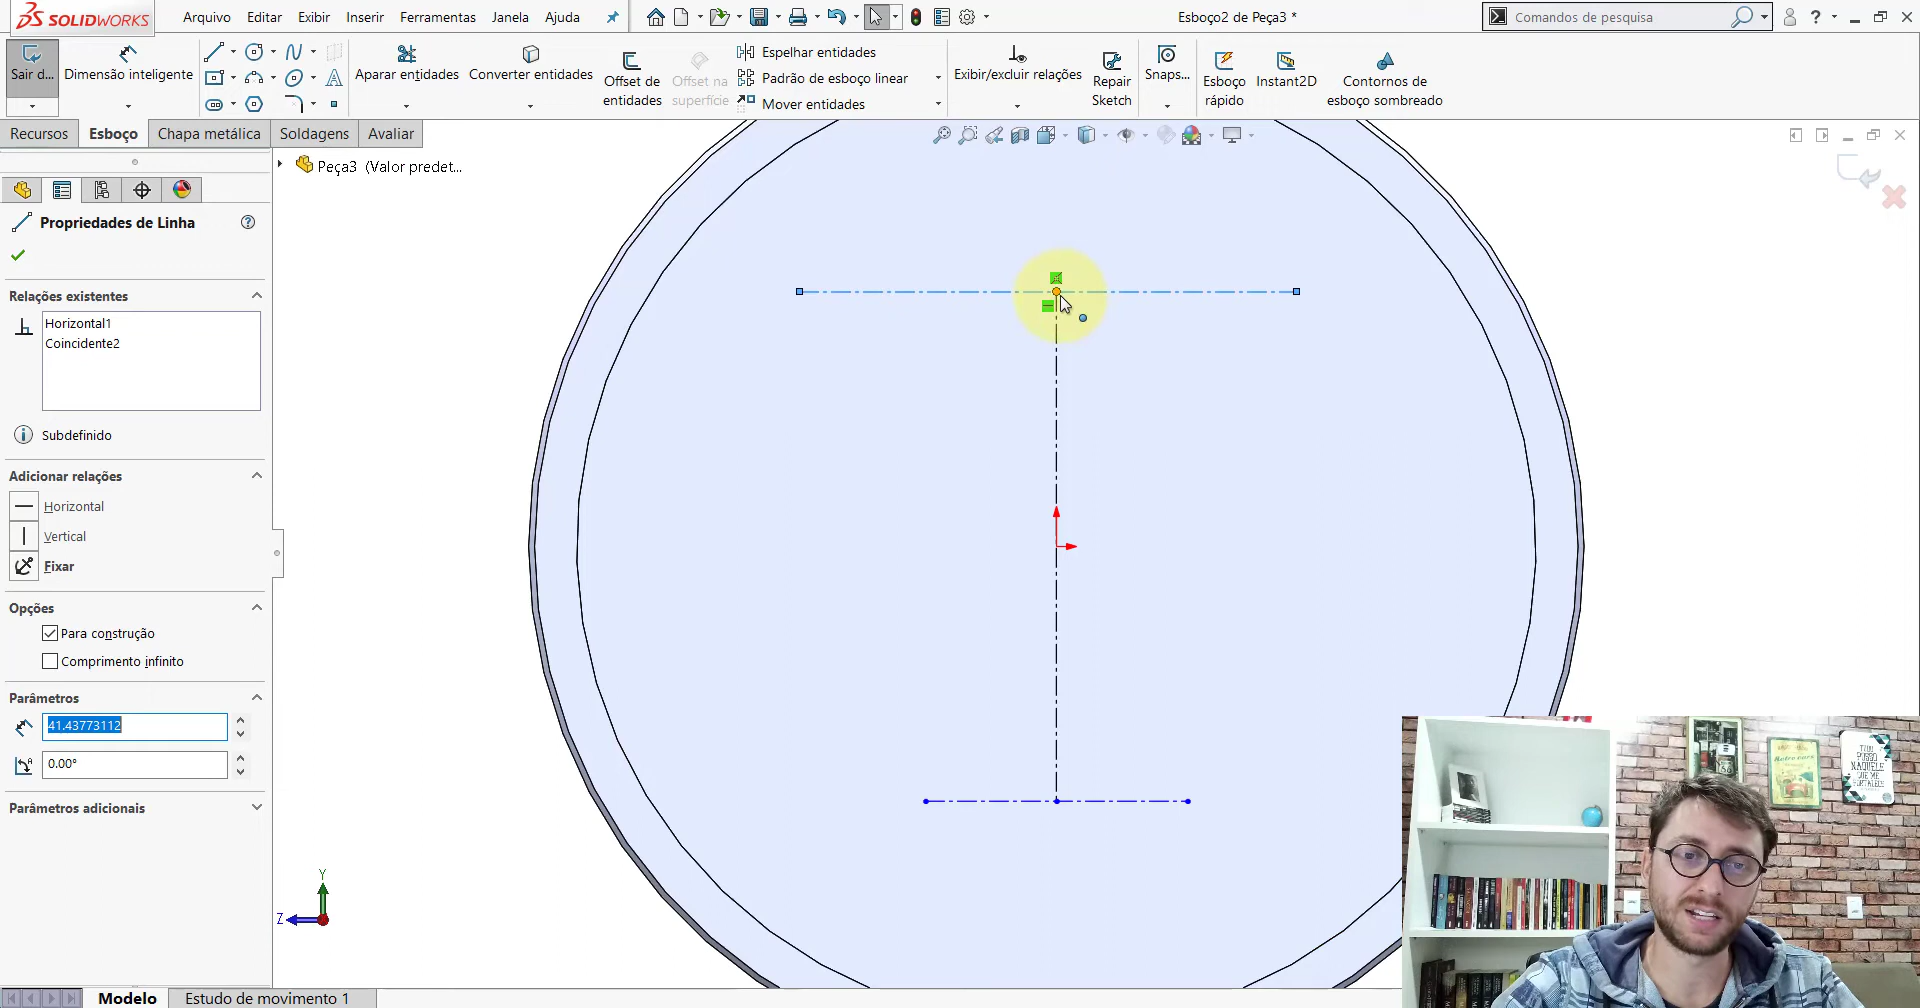 SOLIDWORKS
Arquivo
Editar
Exibir
Inserir
Ferramentas
Janela
Ajuda
Esboço2 de Peça3 *
Comandos de pesquisa
Sair d...
Dimensão inteligente
Aparar entidades
Converter entidades
Offset de
entidades
Offset na
superfície
Espelhar entidades
Padrão de esboço linear
Mover entidades
Exibir/excluir relações
Repair
Sketch
Snaps...
Esboço
rápido
Instant2D
Contornos de
esboço sombreado
Recursos
Esboço
Chapa metálica
Soldagens
Avaliar
Peça3 (Valor predet...
Propriedades de Linha
Relações existentes
Horizontal1
Coincidente2
Subdefinido
Adicionar relações
Horizontal
Vertical
Fixar
Opções
Para construção
Comprimento infinito
Parâmetros
41.43773112
0.00°
Parâmetros adicionais
Y
Z
Modelo
Estudo de movimento 1